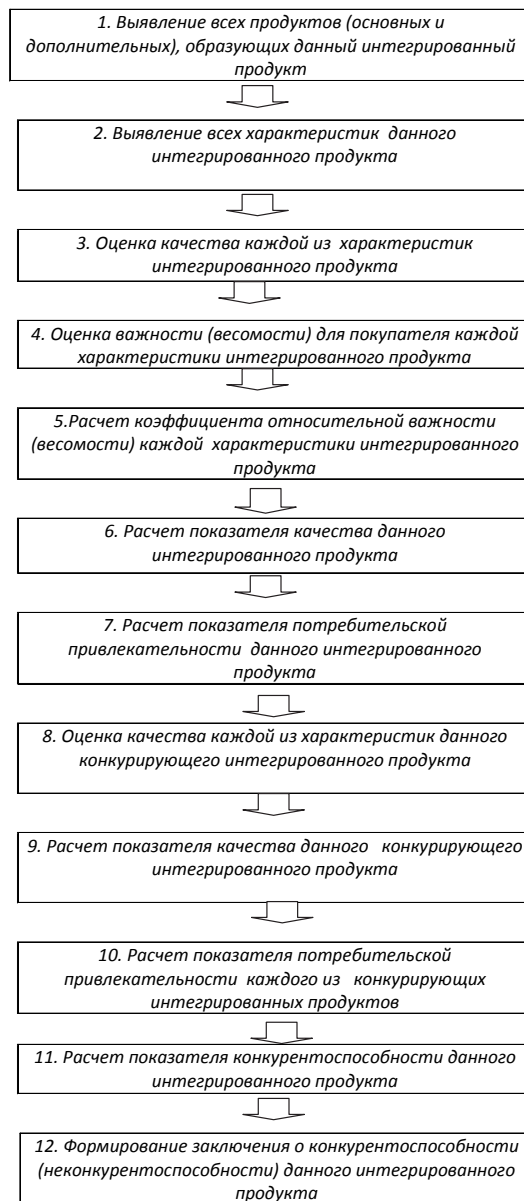 1. Выявление всех продуктов (основных и
дополнительных), образующих данный интегрированный
продукт
2. Выявление всех характеристик данного
интегрированного продукта
3. Оценка качества каждой из характеристик
интегрированного продукта
4. Оценка важности (весомости) для покупателя каждой
характеристики интегрированного продукта
5.Расчет коэффициента относительной важности
(весомости) каждой характеристики интегрированного
продукта
6. Расчет показателя качества данного
интегрированного продукта
7. Расчет показателя потребительской
привлекательности данного интегрированного
продукта
8. Оценка качества каждой из характеристик данного
конкурирующего интегрированного продукта
9. Расчет показателя качества данного конкурирующего
интегрированного продукта
10. Расчет показателя потребительской
привлекательности каждого из конкурирующих
интегрированных продуктов
11. Расчет показателя конкурентоспособности данного
интегрированного продукта
12. Формирование заключения о конкурентоспособности
(неконкурентоспособности) данного интегрированного
продукта